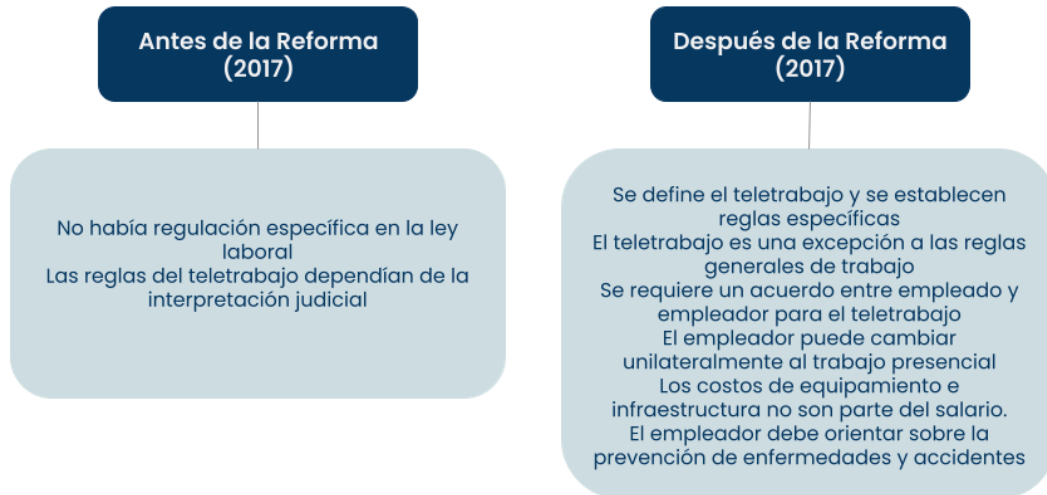 Antes de la Reforma
(2017)
No había regulación específica en la ley
laboral
Las reglas del teletrabajo dependían de la
interpretación judicial
Después de la Reforma
(2017)
Se define el teletrabajo y se establecen
reglas específicas
El teletrabajo es una excepción a las reglas
generales de trabajo
Se requiere un acuerdo entre empleado y
empleador para el teletrabajo
El empleador puede cambiar
unilateralmente al trabajo presencial
Los costos de equipamiento e
infraestructura no son parte del salario.
El empleador debe orientar sobre la
prevención de enfermedades y accidentes